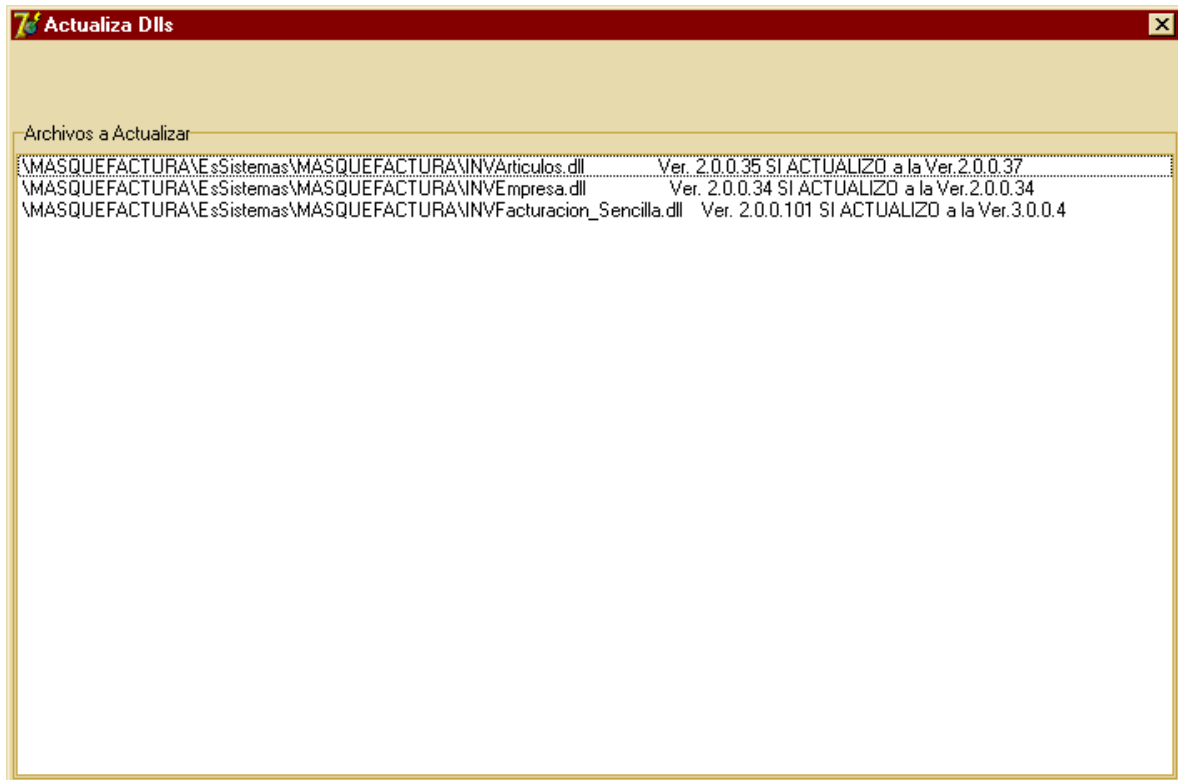 Actualiza Dlls
Archivos a Actualizar
\MASQUEFACTURA\EsSistemas\MASQUEFACTURA\INVArticulos.dll Ver. 2.0.0.35 SI ACTUALIZO a la Ver.2.0.0.37
\MASQUEFACTURA\EsSistemas\MASQUEFACTURA\INVEmpresa.dll Ver. 2.0.0.34 SI ACTUALIZO a la Ver.2.0.0.34
\MASQUEFACTURA\EsSistemas\MASQUEFACTURA\INVFacturacion_Sencilla.dll Ver. 2.0.0.101 SI ACTUALIZO a la Ver.3.0.0.4